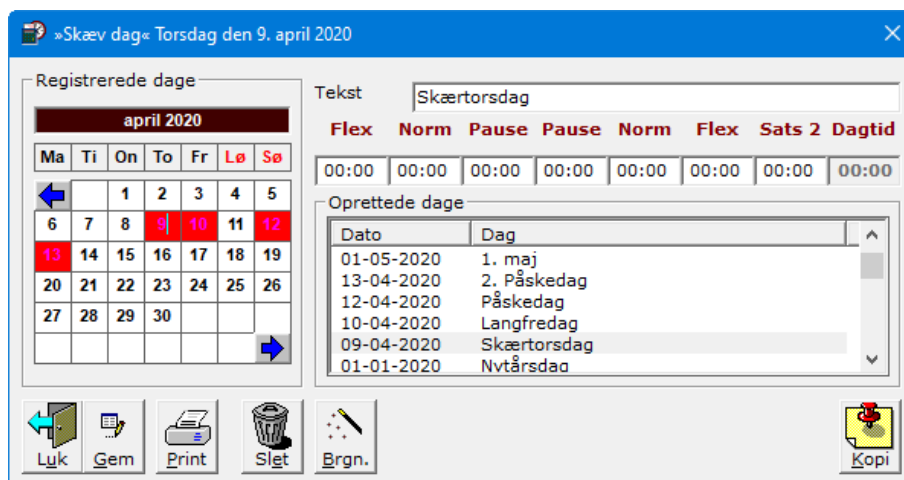 »Skæv dag« Torsdag den 9. april 2020
Registrerede dage
april 2020
Ma Ti On To Fr Lø Sø
1 2 3 4 5
6 7 8 9 10 11 12
13 14 15 16 17 18 19
20 21 22 23 24 25 26
27 28 29 30
Tekst Skærtorsdag
Flex Norm Pause Pause Norm Flex Sats 2 Dagtid
00:00 00:00 00:00 00:00 00:00 00:00 00:00 00:00
Oprettede dage
Dato Dag
01-05-2020 1. maj
13-04-2020 2. Påskedag
12-04-2020 Påskedag
10-04-2020 Langfredag
09-04-2020 Skærtorsdag
01-01-2020 Nytårsdag
Luk Gem Print Slet Brgn. Kopi